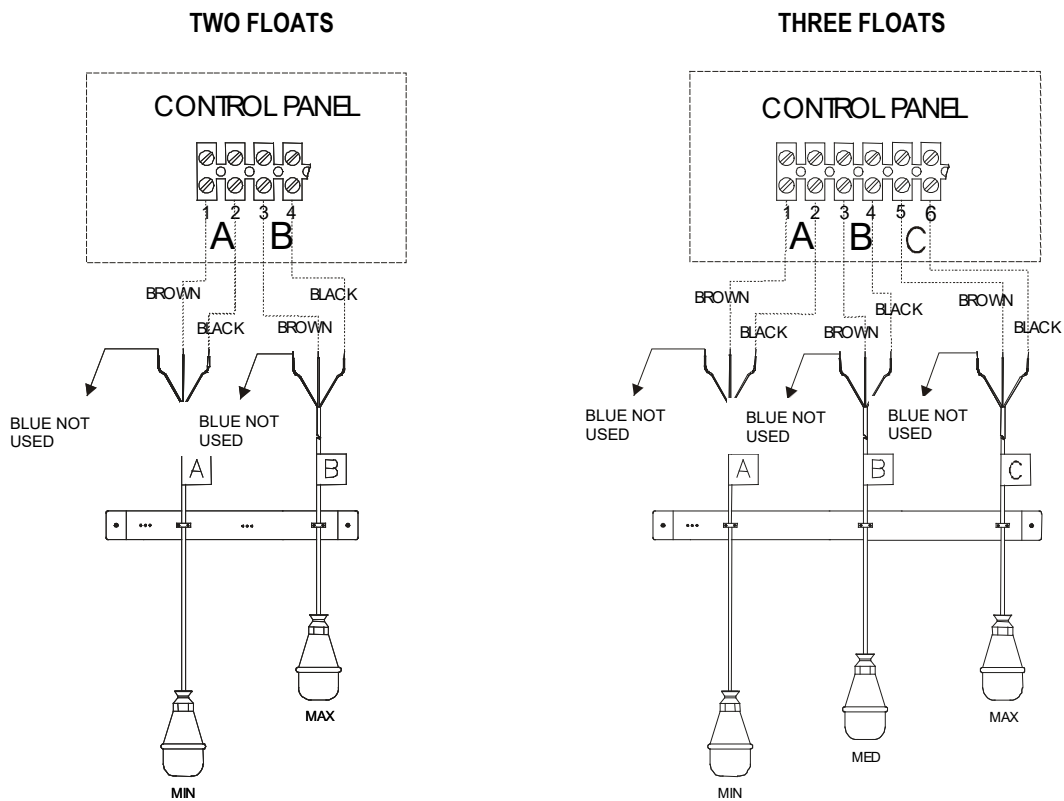 TWO FLOATS
CONTROL PANEL
1 2 3 4
A B
BROWN
BLACK
BLACK
BROWN
BLUE NOT
USED
BLUE NOT
USED
A
B
MAX
MIN
THREE FLOATS
CONTROL PANEL
1 2 3 4 5 6
A B C
BROWN
BLACK
BROWN
BLACK
BROWN
BLACK
BLUE NOT
USED
BLUE NOT
USED
BLUE NOT
USED
A
B
C
MAX
MED
MIN